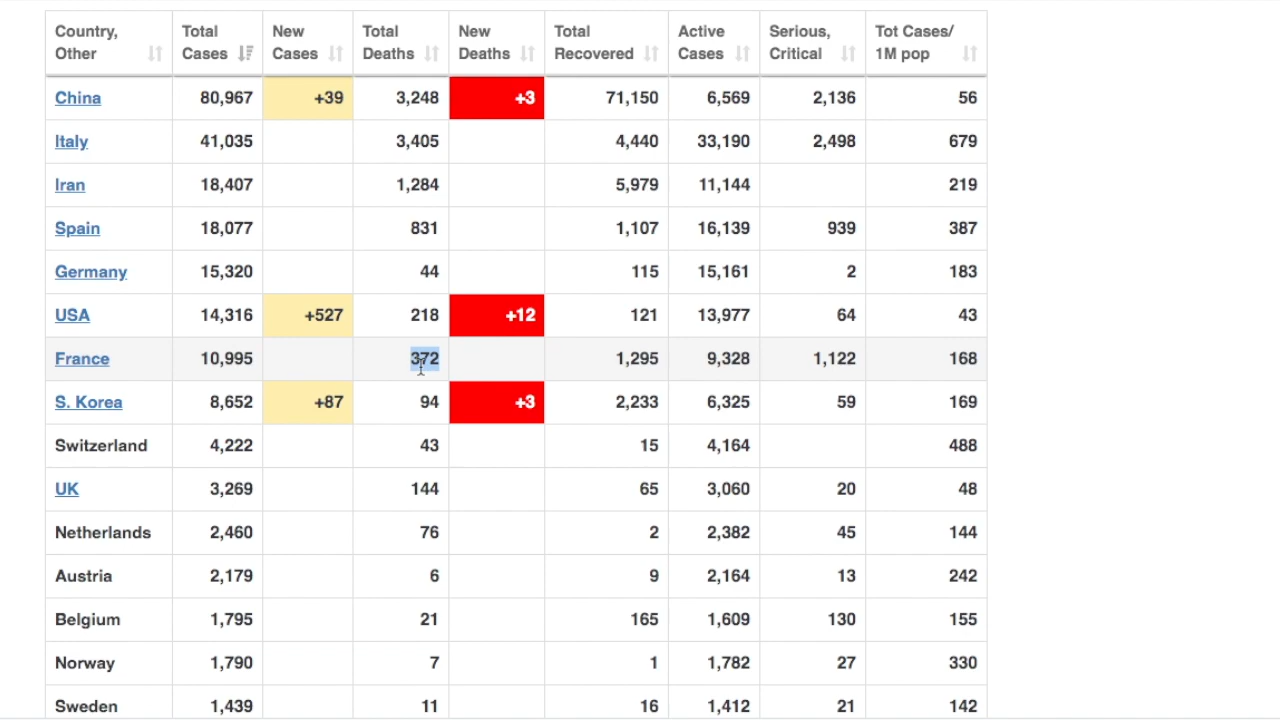 Country, Other	Total Cases	New Cases	Total Deaths	New Deaths	Total Recovered	Active Cases	Serious, Critical	Tot Cases/ 1M pop
China	80,967	+39	3,248	+3	71,150	6,569	2,136	56
Italy	41,035		3,405		4,440	33,190	2,498	679
Iran	18,407		1,284		5,979	11,144		219
Spain	18,077		831		1,107	16,139	939	387
Germany	15,320		44		115	15,161	2	183
USA	14,316	+527	218	+12	121	13,977	64	43
France	10,995		372		1,295	9,328	1,122	168
S. Korea	8,652	+87	94	+3	2,233	6,325	59	169
Switzerland	4,222		43		15	4,164		488
UK	3,269		144		65	3,060	20	48
Netherlands	2,460		76		2	2,382	45	144
Austria	2,179		6		9	2,164	13	242
Belgium	1,795		21		165	1,609	130	155
Norway	1,790		7		1	1,782	27	330
Sweden	1,439		11		16	1,412	21	142